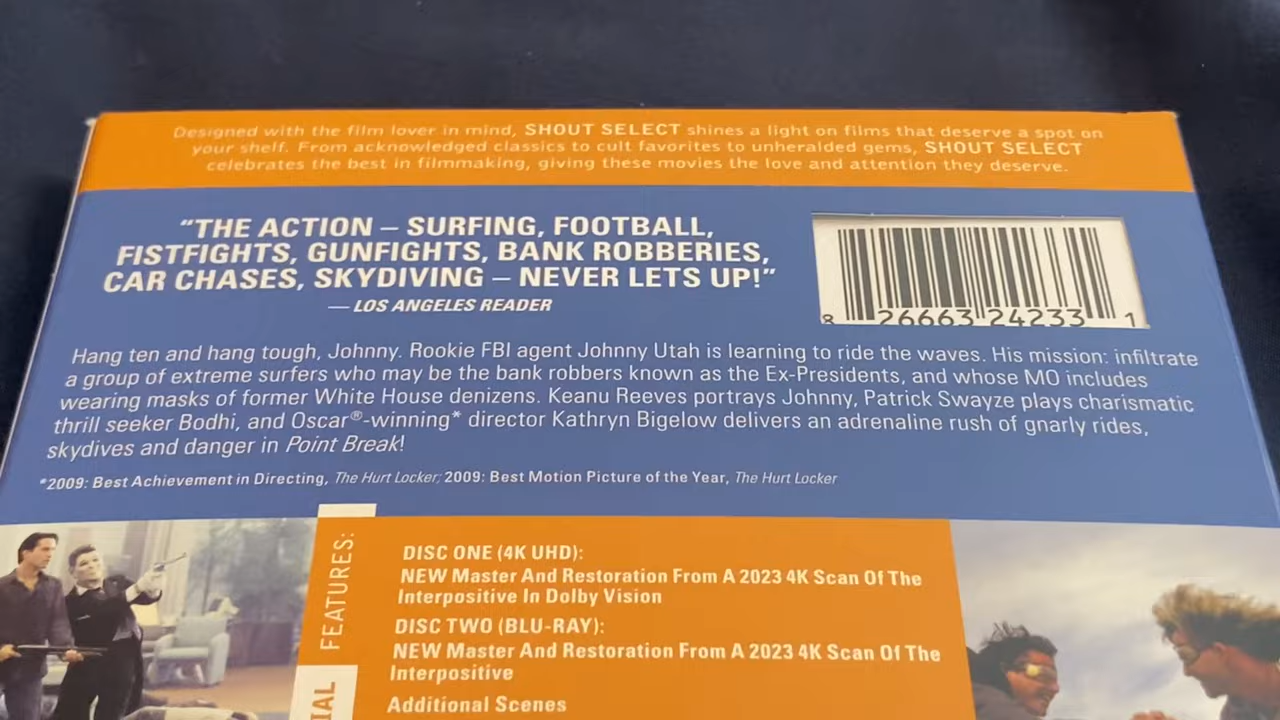 Designed with the film lover in mind, SHOUT SELECT shines a light on films that deserve a spot on
your shelf. From acknowledged classics to cult favorites to unheralded gems, SHOUT SELECT
celebrates the best in filmmaking, giving these movies the love and attention they deserve.
“THE ACTION – SURFING, FOOTBALL,
FISTFIGHTS, GUNFIGHTS, BANK ROBBERIES,
CAR CHASES, SKYDIVING – NEVER LETS UP!”
— LOS ANGELES READER
8 26663 24233 1
Hang ten and hang tough, Johnny. Rookie FBI agent Johnny Utah is learning to ride the waves. His mission: infiltrate
a group of extreme surfers who may be the bank robbers known as the Ex-Presidents, and whose MO includes
wearing masks of former White House denizens. Keanu Reeves portrays Johnny, Patrick Swayze plays charismatic
thrill seeker Bodhi, and Oscar®-winning* director Kathryn Bigelow delivers an adrenaline rush of gnarly rides,
skydives and danger in Point Break!
*2009: Best Achievement in Directing, The Hurt Locker; 2009: Best Motion Picture of the Year, The Hurt Locker
IAL FEATURES:
DISC ONE (4K UHD):
NEW Master And Restoration From A 2023 4K Scan Of The
Interpositive In Dolby Vision
DISC TWO (BLU-RAY):
NEW Master And Restoration From A 2023 4K Scan Of The
Interpositive
Additional Scenes